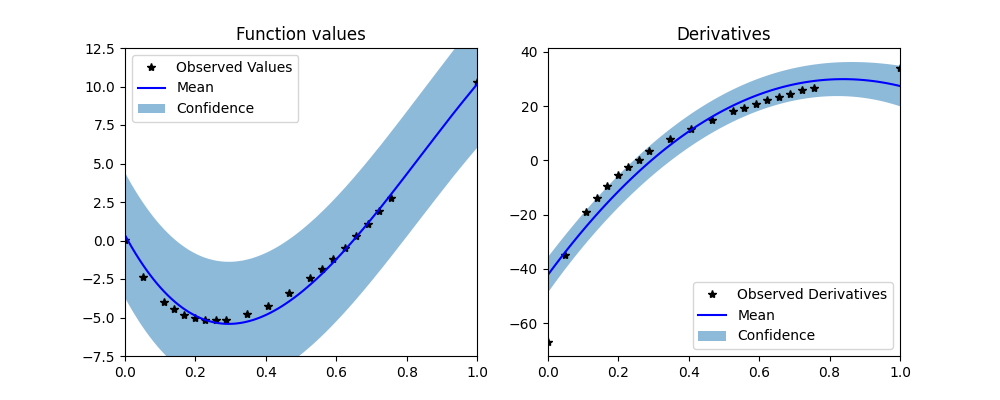 Function values
12.5
10.0
7.5
5.0
2.5
0.0
−2.5
−5.0
−7.5
0.0 0.2 0.4 0.6 0.8 1.0
Observed Values
Mean
Confidence
Derivatives
40
20
0
−20
−40
−60
0.0 0.2 0.4 0.6 0.8 1.0
Observed Derivatives
Mean
Confidence